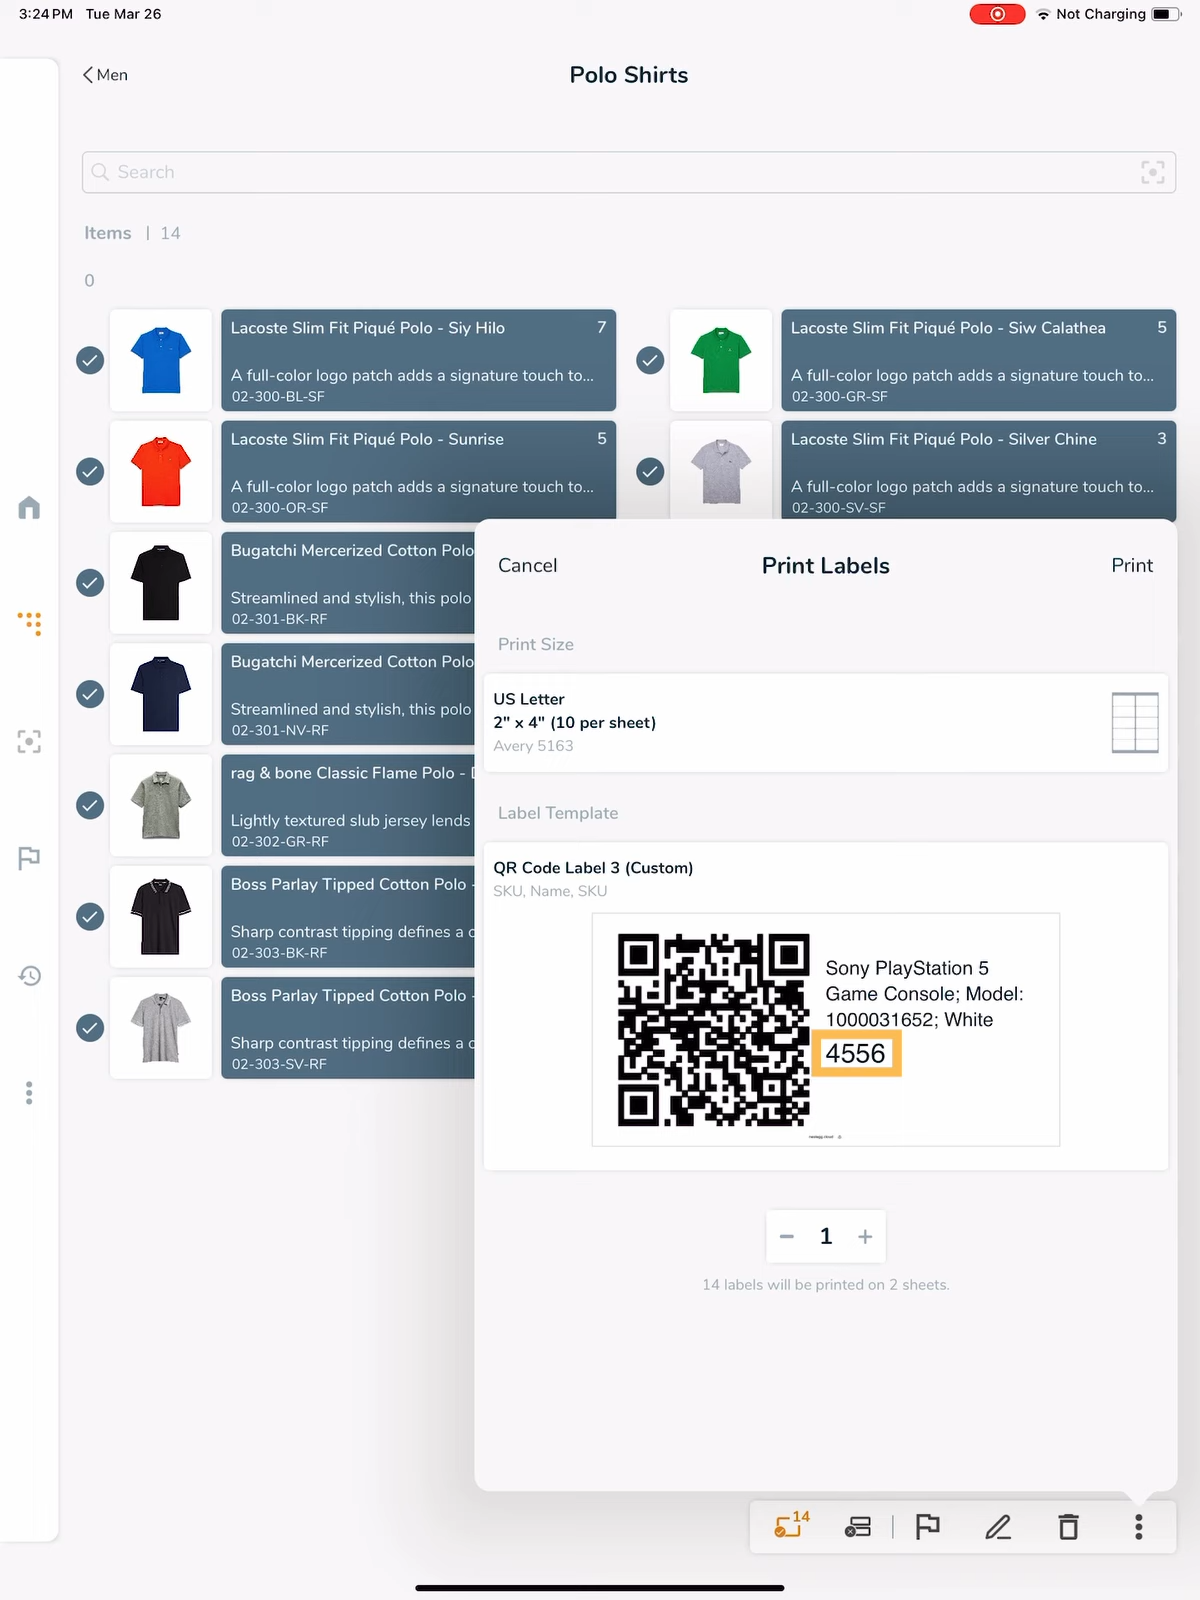 3:24 PM Tue Mar 26
Not Charging
Men
Polo Shirts
Search
Items | 14
0
Lacoste Slim Fit Piqué Polo - Siy Hilo 7
A full-color logo patch adds a signature touch to...
02-300-BL-SF
Lacoste Slim Fit Piqué Polo - Siw Calathea 5
A full-color logo patch adds a signature touch to...
02-300-GR-SF
Lacoste Slim Fit Piqué Polo - Sunrise 5
A full-color logo patch adds a signature touch to...
02-300-OR-SF
Lacoste Slim Fit Piqué Polo - Silver Chine 3
A full-color logo patch adds a signature touch to...
02-300-SV-SF
Bugatchi Mercerized Cotton Polo
Streamlined and stylish, this polo
02-301-BK-RF
Bugatchi Mercerized Cotton Polo
Streamlined and stylish, this polo
02-301-NV-RF
rag & bone Classic Flame Polo -
Lightly textured slub jersey lends
02-302-GR-RF
Boss Parlay Tipped Cotton Polo -
Sharp contrast tipping defines a c
02-303-BK-RF
Boss Parlay Tipped Cotton Polo -
Sharp contrast tipping defines a c
02-303-SV-RF
Cancel
Print Labels
Print
Print Size
US Letter
2" x 4" (10 per sheet)
Avery 5163
Label Template
QR Code Label 3 (Custom)
SKU, Name, SKU
Sony PlayStation 5
Game Console; Model:
1000031652; White
4556
1
14 labels will be printed on 2 sheets.
14